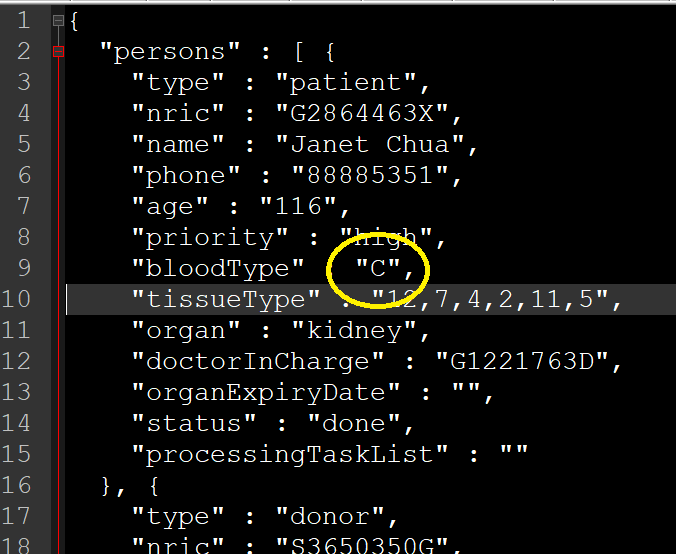 1 {
2 "persons" : [ {
3 "type" : "patient",
4 "nric" : "G2864463X",
5 "name" : "Janet Chua",
6 "phone" : "88885351",
7 "age" : "116",
8 "priority" : "high",
9 "bloodType" "C",
10 "tissueType" : "12,7,4,2,11,5",
11 "organ" : "kidney",
12 "doctorInCharge" : "G1221763D",
13 "organExpiryDate" : "",
14 "status" : "done",
15 "processingTaskList" : ""
16 }, {
17 "type" : "donor",
18 "nric" : "S3650350G"